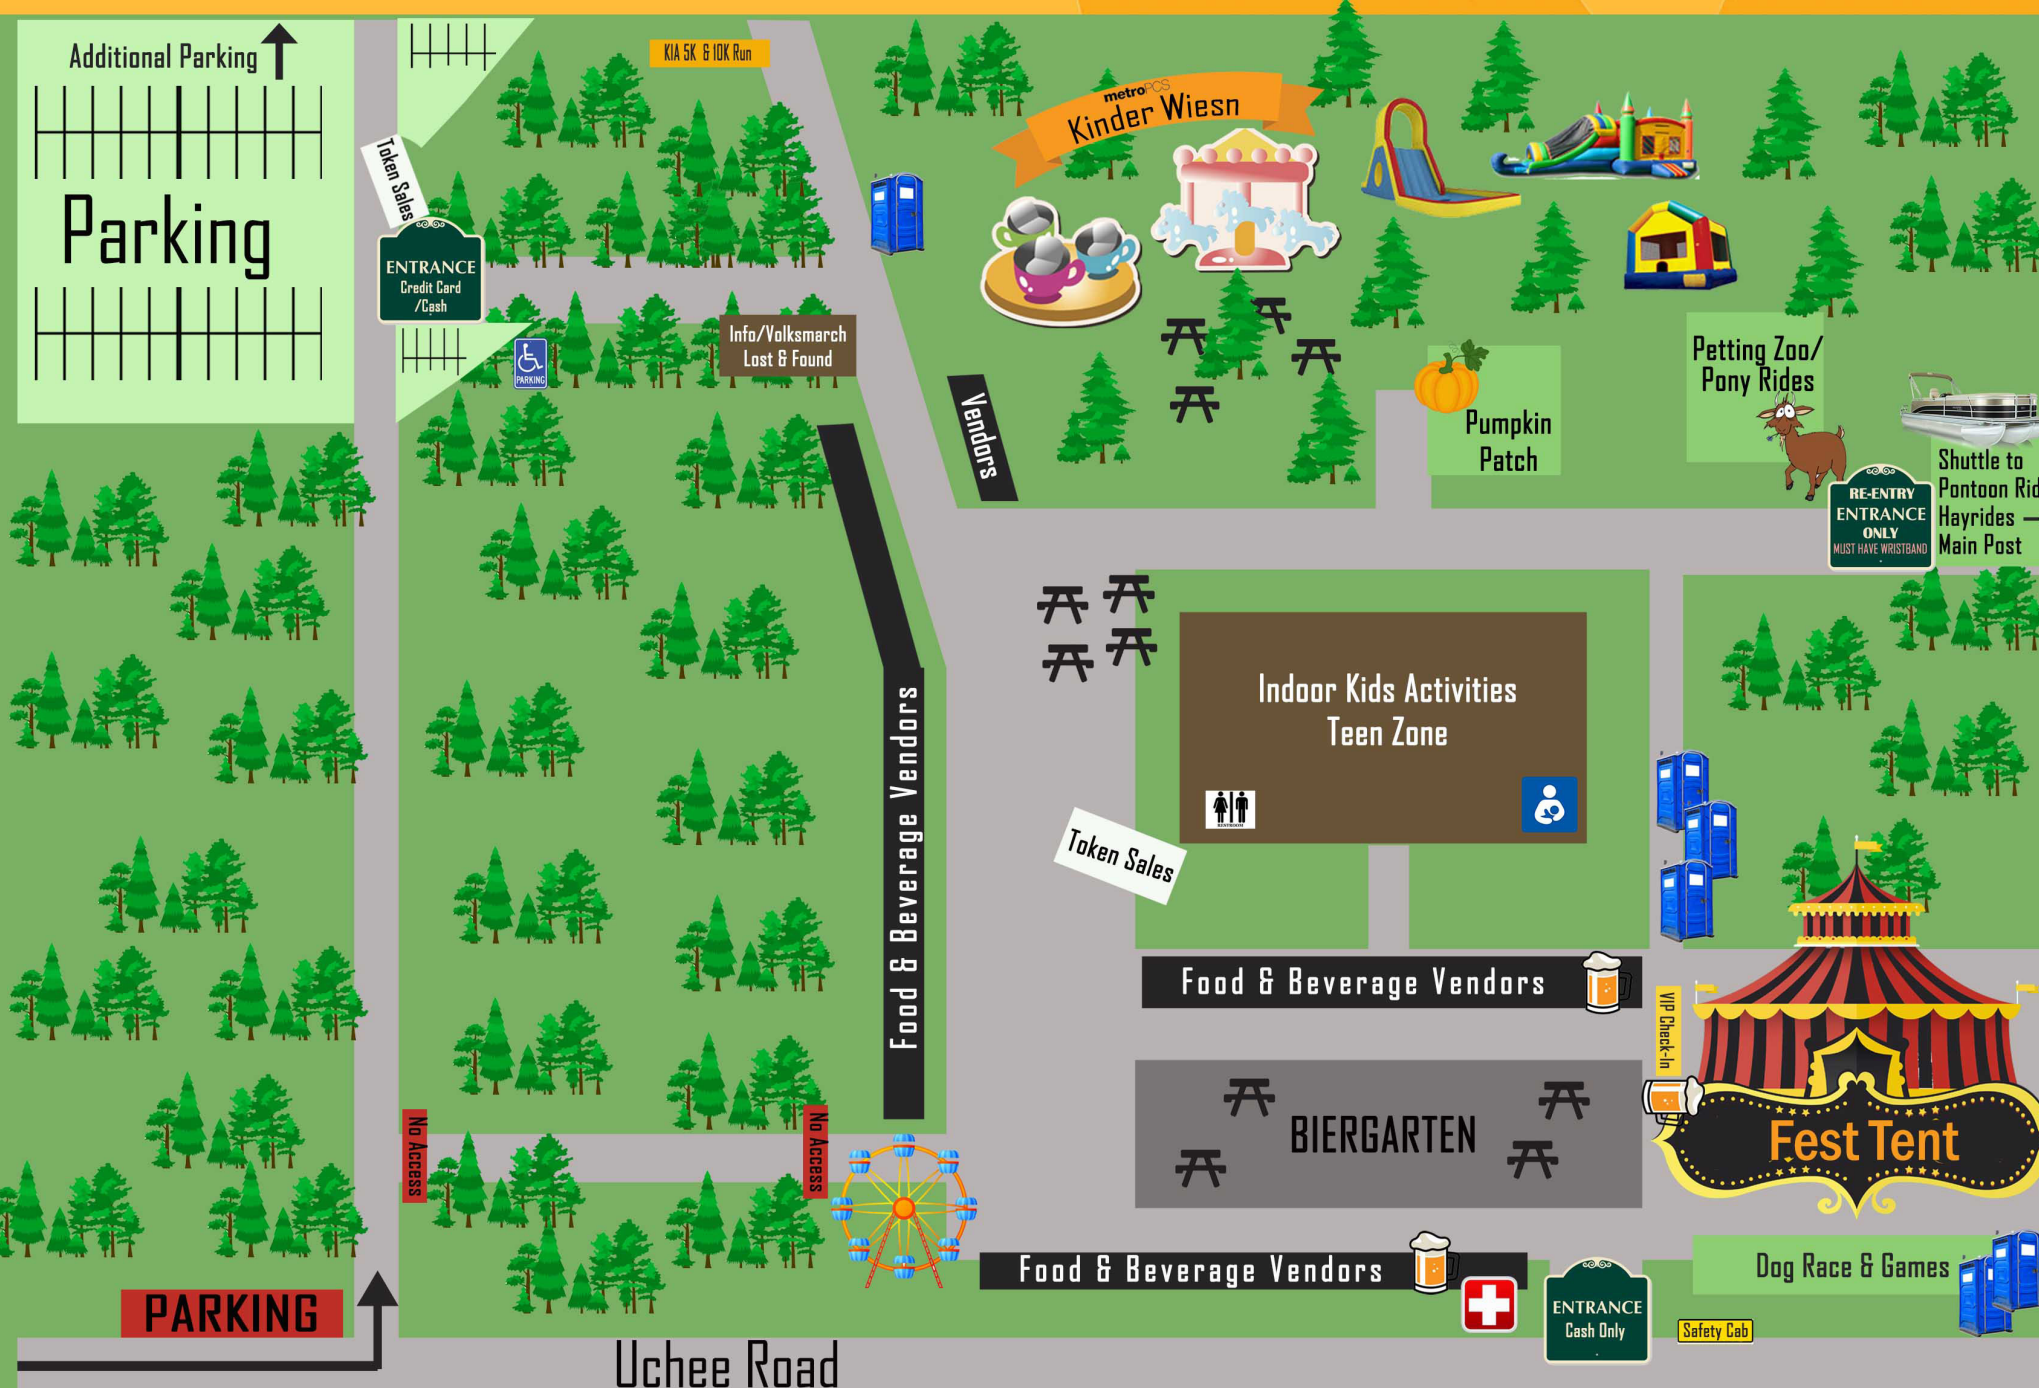 Additional Parking
Parking
KIA 5K & 10K Run
Token Sales
ENTRANCE
Credit Card
/Cash
PARKING
Info/Volksmarch
Lost & Found
metroPCS
Kinder Wiesn
Vendors
Pumpkin
Patch
Petting Zoo/
Pony Rides
RE-ENTRY
ENTRANCE
ONLY
MUST HAVE WRISTBAND
Shuttle to
Pontoon Rid
Hayrides
Main Post
Indoor Kids Activities
Teen Zone
RESTROOM
Token Sales
Food & Beverage Vendors
Food & Beverage Vendors
VIP Check-In
BIERGARTEN
Fest Tent
No Access
No Access
Food & Beverage Vendors
Dog Race & Games
ENTRANCE
Cash Only
Safety Cab
PARKING
Uchee Road